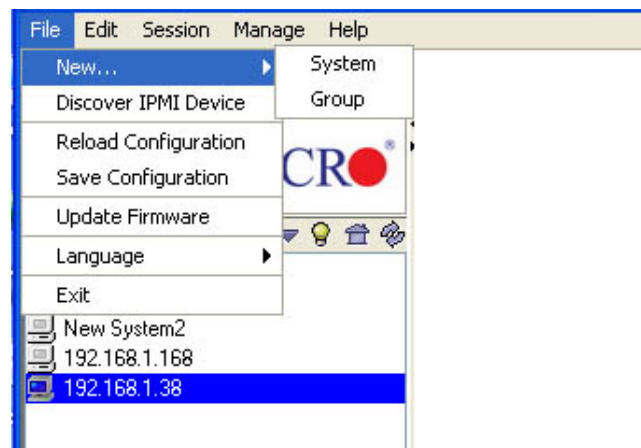 File Edit Session Manage Help
New... System
Discover IPMI Device Group
Reload Configuration
Save Configuration
Update Firmware
Language
Exit
New System2
192.168.1.168
192.168.1.38